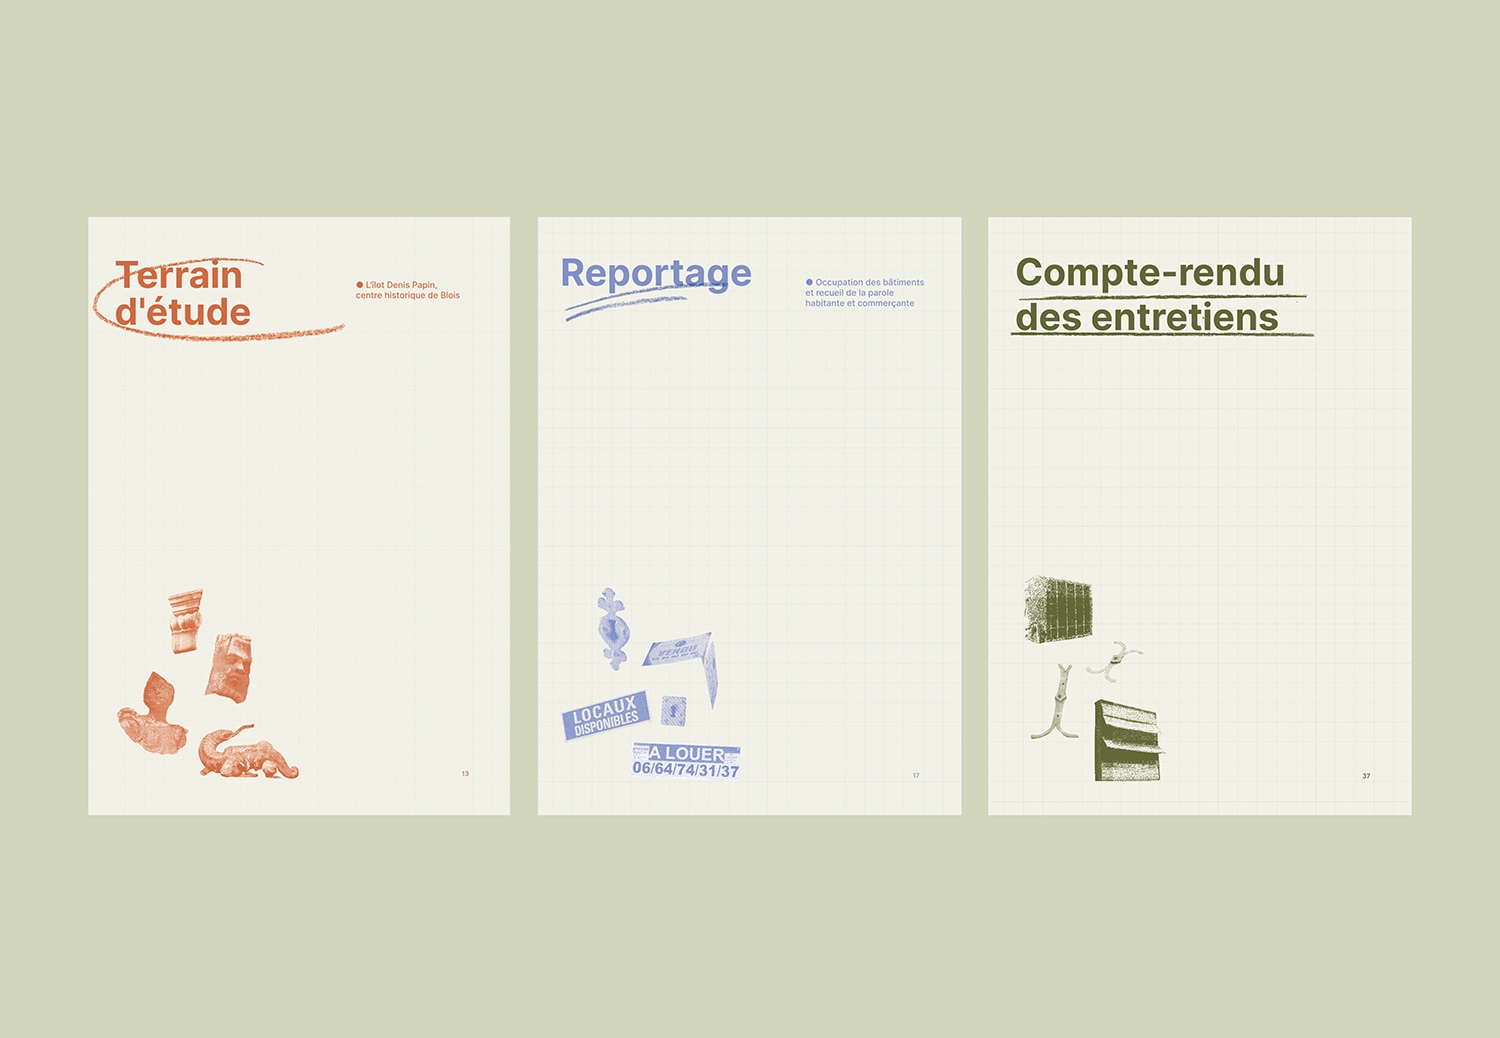 Terrain
d'étude
● L'îlot Denis Papin,
centre historique de Blois
13
Reportage
● Occupation des bâtiments
et recueil de la parole
habitante et commerçante
VENDU
LOCAUX
DISPONIBLES
A LOUER
06/64/74/31/37
17
Compte-rendu
des entretiens
37